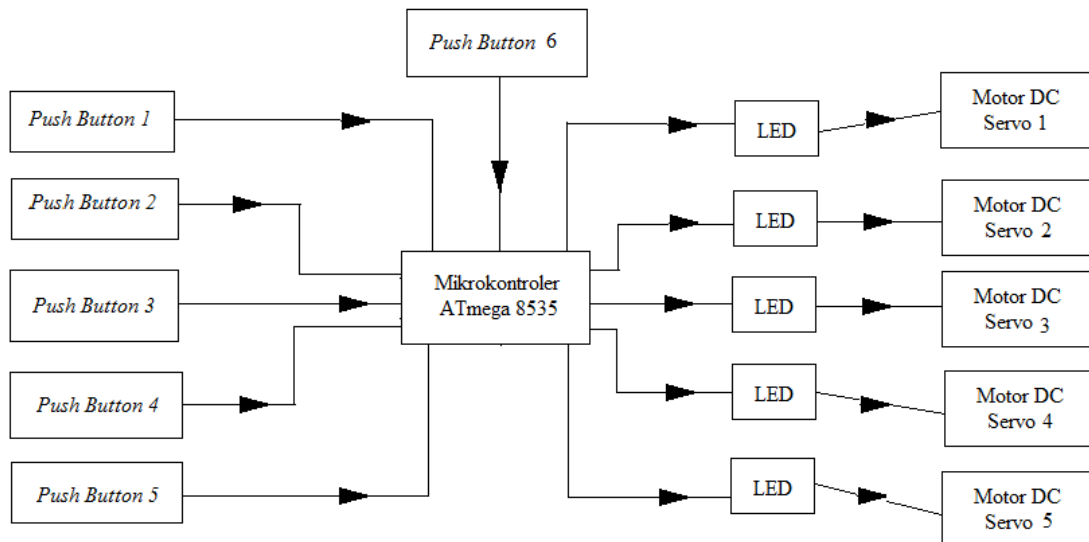 Push Button 6
Push Button 1
Push Button 2
Push Button 3
Push Button 4
Push Button 5
Mikrokontroler
ATmega 8535
LED
LED
LED
LED
LED
Motor DC
Servo 1
Motor DC
Servo 2
Motor DC
Servo 3
Motor DC
Servo 4
Motor DC
Servo 5